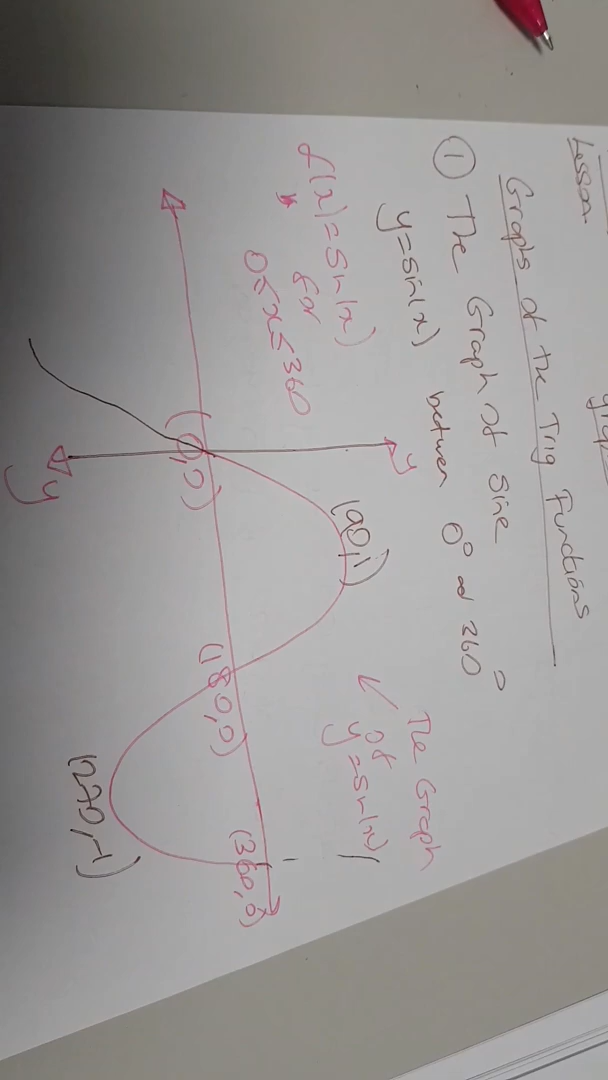 Lesson
Graphs of the Trig Functions
① The Graph of Sine
y=sin(x) between 0° and 360°
f(x)=Sin(x)
for
0≤x≤360
The Graph
of
y=sin(x)
y
(90,1)
(0,0)
(180,0)
(360,0)
(270,-1)
y